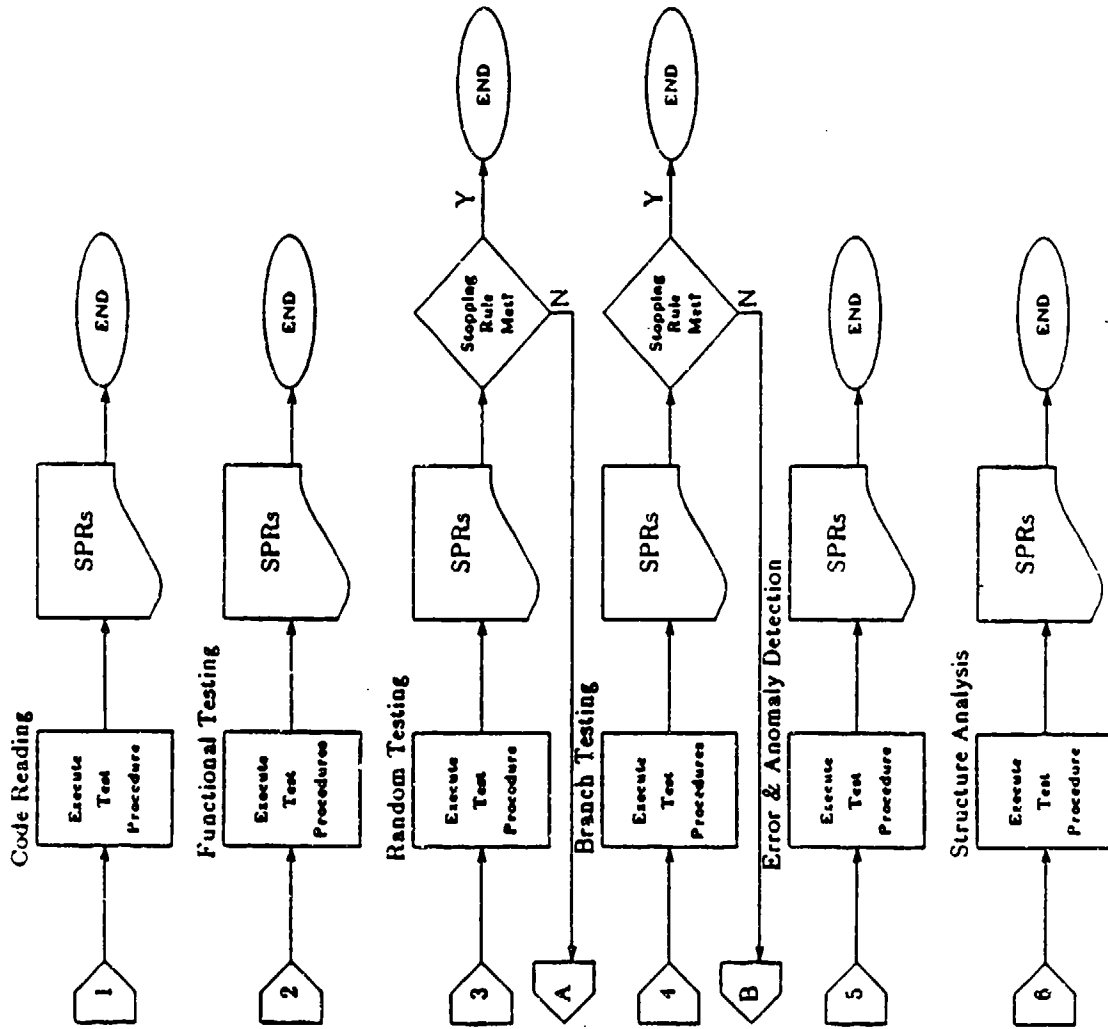 Code Reading
1
Execute
Test
Procedure
SPRs
END
Functional Testing
2
Execute
Test
Procedures
SPRs
END
Random Testing
3
Execute
Test
Procedure
SPRs
Stopping
Rule
Met?
Y
END
N
A
Branch Testing
4
Execute
Test
Procedures
SPRs
Stopping
Rule
Met?
Y
END
N
B
Error & Anomaly Detection
5
Execute
Test
Procedure
SPRs
END
Structure Analysis
6
Execute
Test
Procedure
SPRs
END